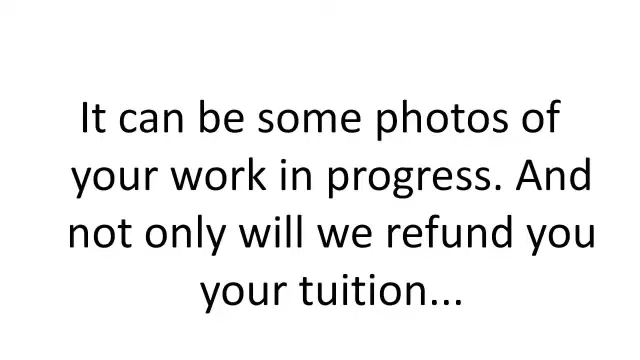 It can be some photos of
your work in progress. And
not only will we refund you
your tuition...